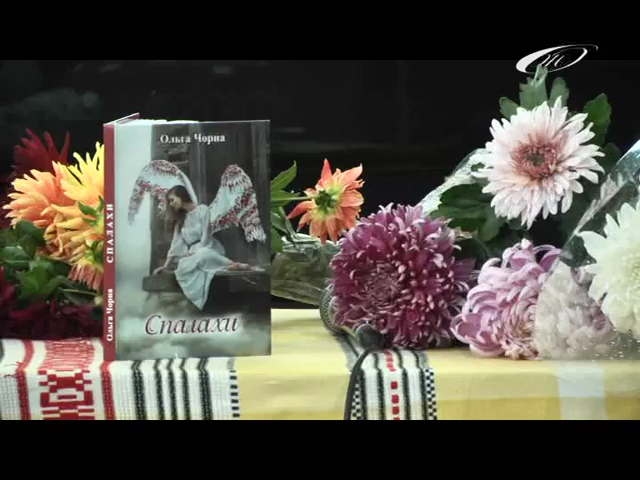 Ольга Чорна
Спалахи
Ольга Чорна СПАЛАХИ